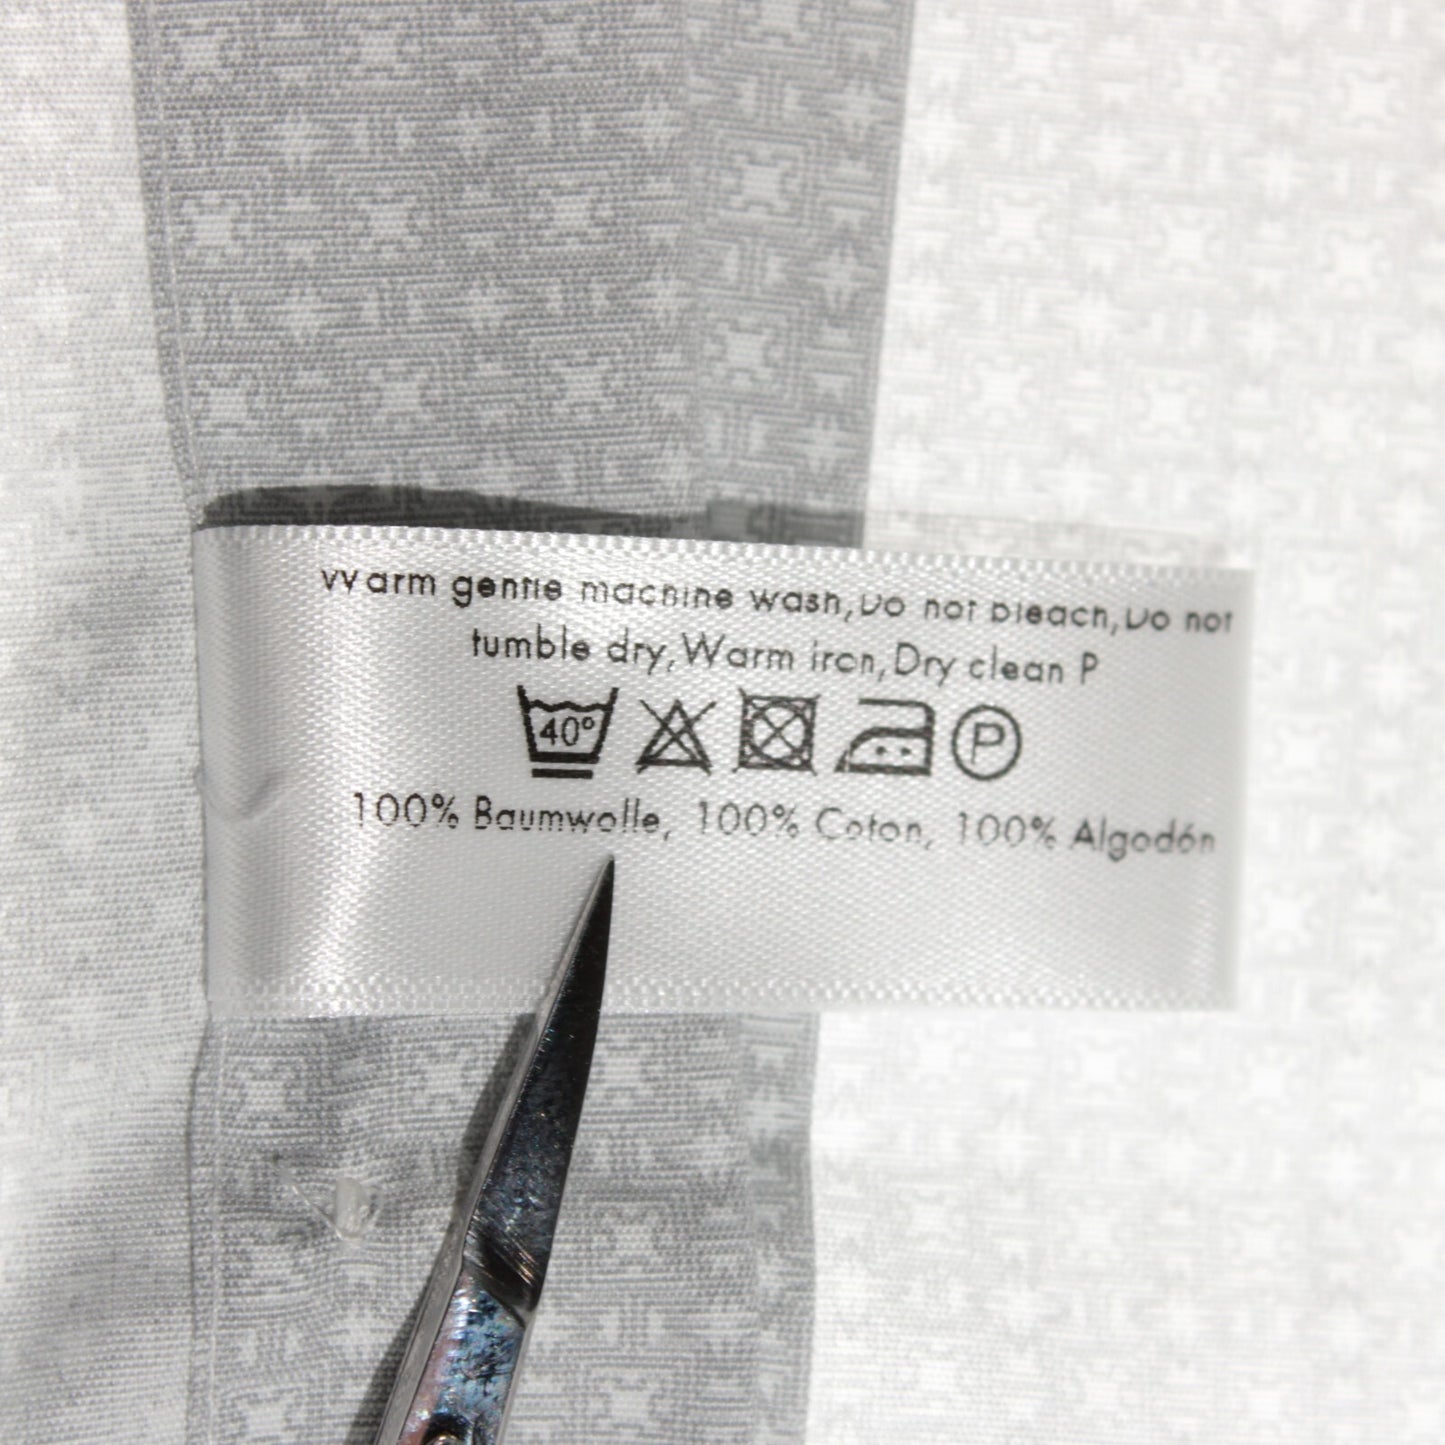 Warm gentle machine wash,Do not bleach,Do not
tumble dry,Warm iron,Dry clean P
40° P
100% Baumwolle, 100% Coton, 100% Algodón